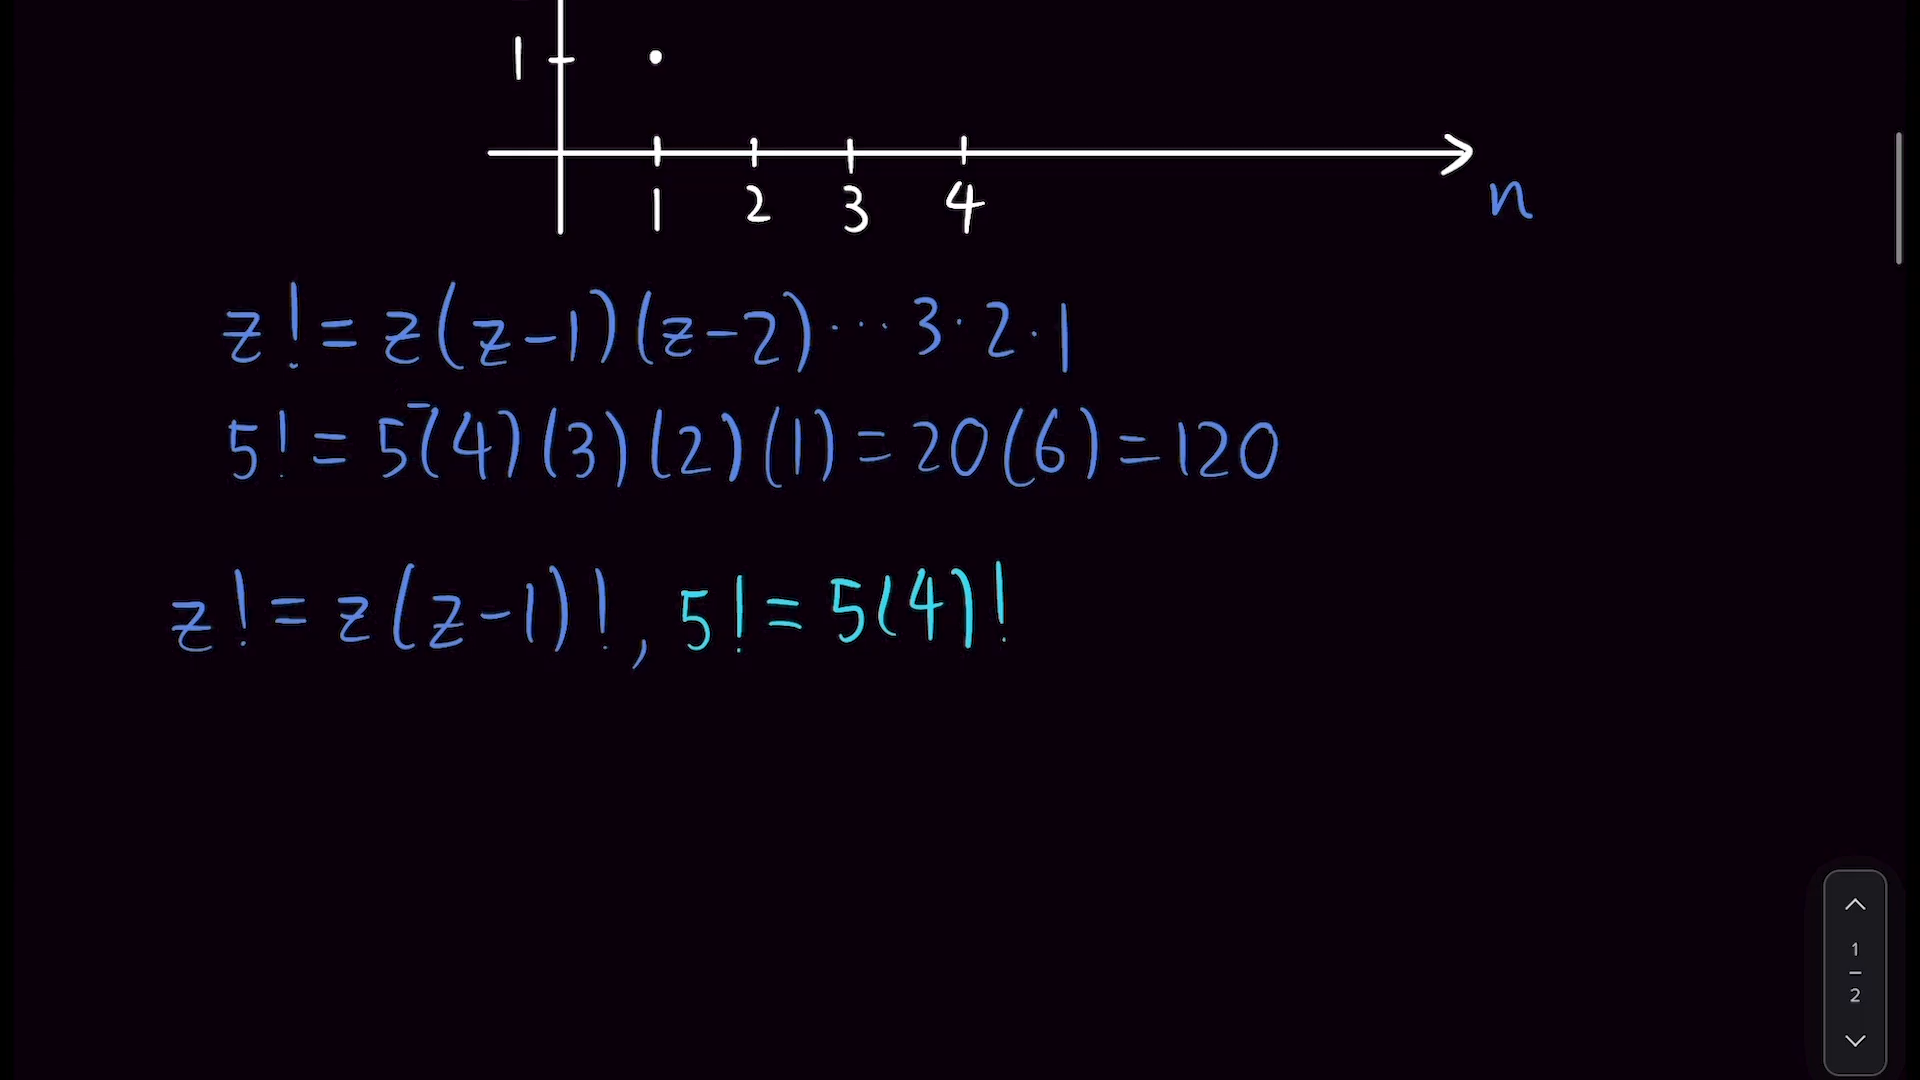 1
1 2 3 4
n
z! = z(z-1)(z-2)⋯3·2·1
5! = 5(4)(3)(2)(1) = 20(6) = 120
z! = z(z-1)!, 5! = 5(4)!
1
2